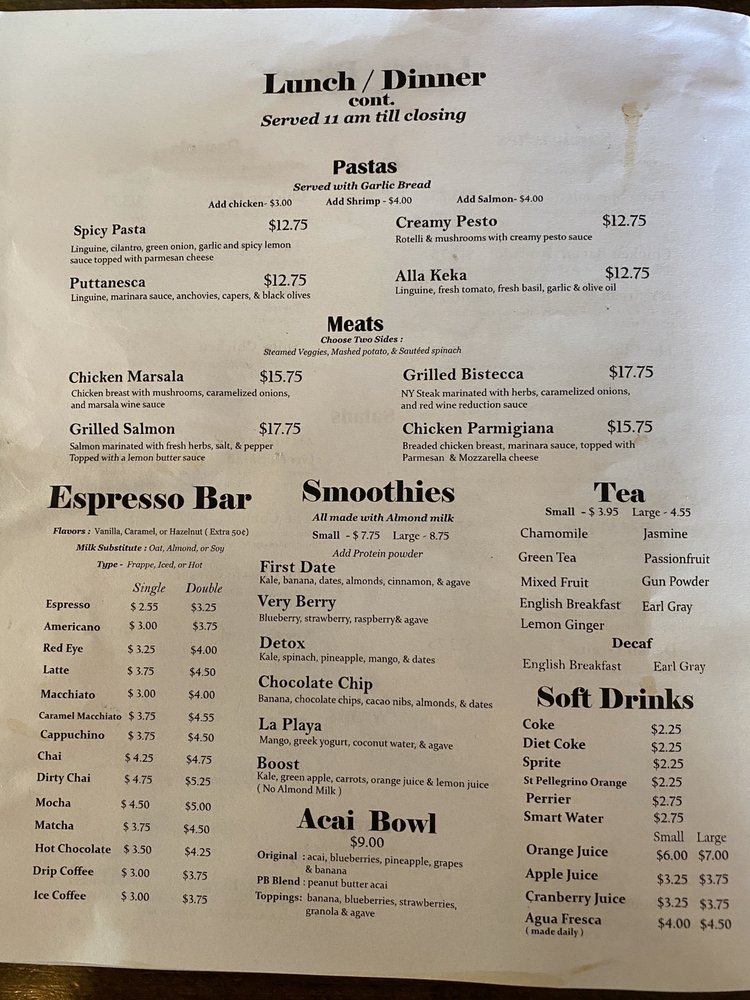 Lunch / Dinner
cont.
Served 11 am till closing
Pastas
Served with Garlic Bread
Add chicken- $3.00 Add Shrimp - $4.00 Add Salmon- $4.00
Spicy Pasta $12.75
Linguine, cilantro, green onion, garlic and spicy lemon
sauce topped with parmesan cheese
Creamy Pesto $12.75
Rotelli & mushrooms with creamy pesto sauce
Puttanesca $12.75
Linguine, marinara sauce, anchovies, capers, & black olives
Alla Keka $12.75
Linguine, fresh tomato, fresh basil, garlic & olive oil
Meats
Choose Two Sides :
Steamed Veggies, Mashed potato, & Sautéed spinach
Chicken Marsala $15.75
Chicken breast with mushrooms, caramelized onions,
and marsala wine sauce
Grilled Bistecca $17.75
NY Steak marinated with herbs, caramelized onions,
and red wine reduction sauce
Grilled Salmon $17.75
Salmon marinated with fresh herbs, salt, & pepper
Topped with a lemon butter sauce
Chicken Parmigiana $15.75
Breaded chicken breast, marinara sauce, topped with
Parmesan & Mozzarella cheese
Espresso Bar
Flavors : Vanilla, Caramel, or Hazelnut ( Extra 50¢)
Milk Substitute : Oat, Almond, or Soy
Type - Frappe, Iced, or Hot
Single Double
Espresso $ 2.55 $3.25
Americano $ 3.00 $3.75
Red Eye $ 3.25 $4.00
Latte $ 3.75 $4.50
Macchiato $ 3.00 $4.00
Caramel Macchiato $ 3.75 $4.55
Cappuchino $ 3.75 $4.50
Chai $ 4.25 $4.75
Dirty Chai $ 4.75 $5.25
Mocha $ 4.50 $5.00
Matcha $ 3.75 $4.50
Hot Chocolate $ 3.50 $4.25
Drip Coffee $ 3.00 $3.75
Ice Coffee $ 3.00 $3.75
Smoothies
All made with Almond milk
Small - $ 7.75 Large - 8.75
Add Protein powder
First Date
Kale, banana, dates, almonds, cinnamon, & agave
Very Berry
Blueberry, strawberry, raspberry& agave
Detox
Kale, spinach, pineapple, mango, & dates
Chocolate Chip
Banana, chocolate chips, cacao nibs, almonds, & dates
La Playa
Mango, greek yogurt, coconut water, & agave
Boost
Kale, green apple, carrots, orange juice & lemon juice
( No Almond Milk )
Acai Bowl
$9.00
Original : acai, blueberries, pineapple, grapes
& banana
PB Blend : peanut butter acai
Toppings: banana, blueberries, strawberries,
granola & agave
Tea
Small - $ 3.95 Large - 4.55
Chamomile Jasmine
Green Tea Passionfruit
Mixed Fruit Gun Powder
English Breakfast Earl Gray
Lemon Ginger
Decaf
English Breakfast Earl Gray
Soft Drinks
Coke $2.25
Diet Coke $2.25
Sprite $2.25
St Pellegrino Orange $2.25
Perrier $2.75
Smart Water $2.75
Small Large
Orange Juice $6.00 $7.00
Apple Juice $3.25 $3.75
Cranberry Juice $3.25 $3.75
Agua Fresca $4.00 $4.50
( made daily )